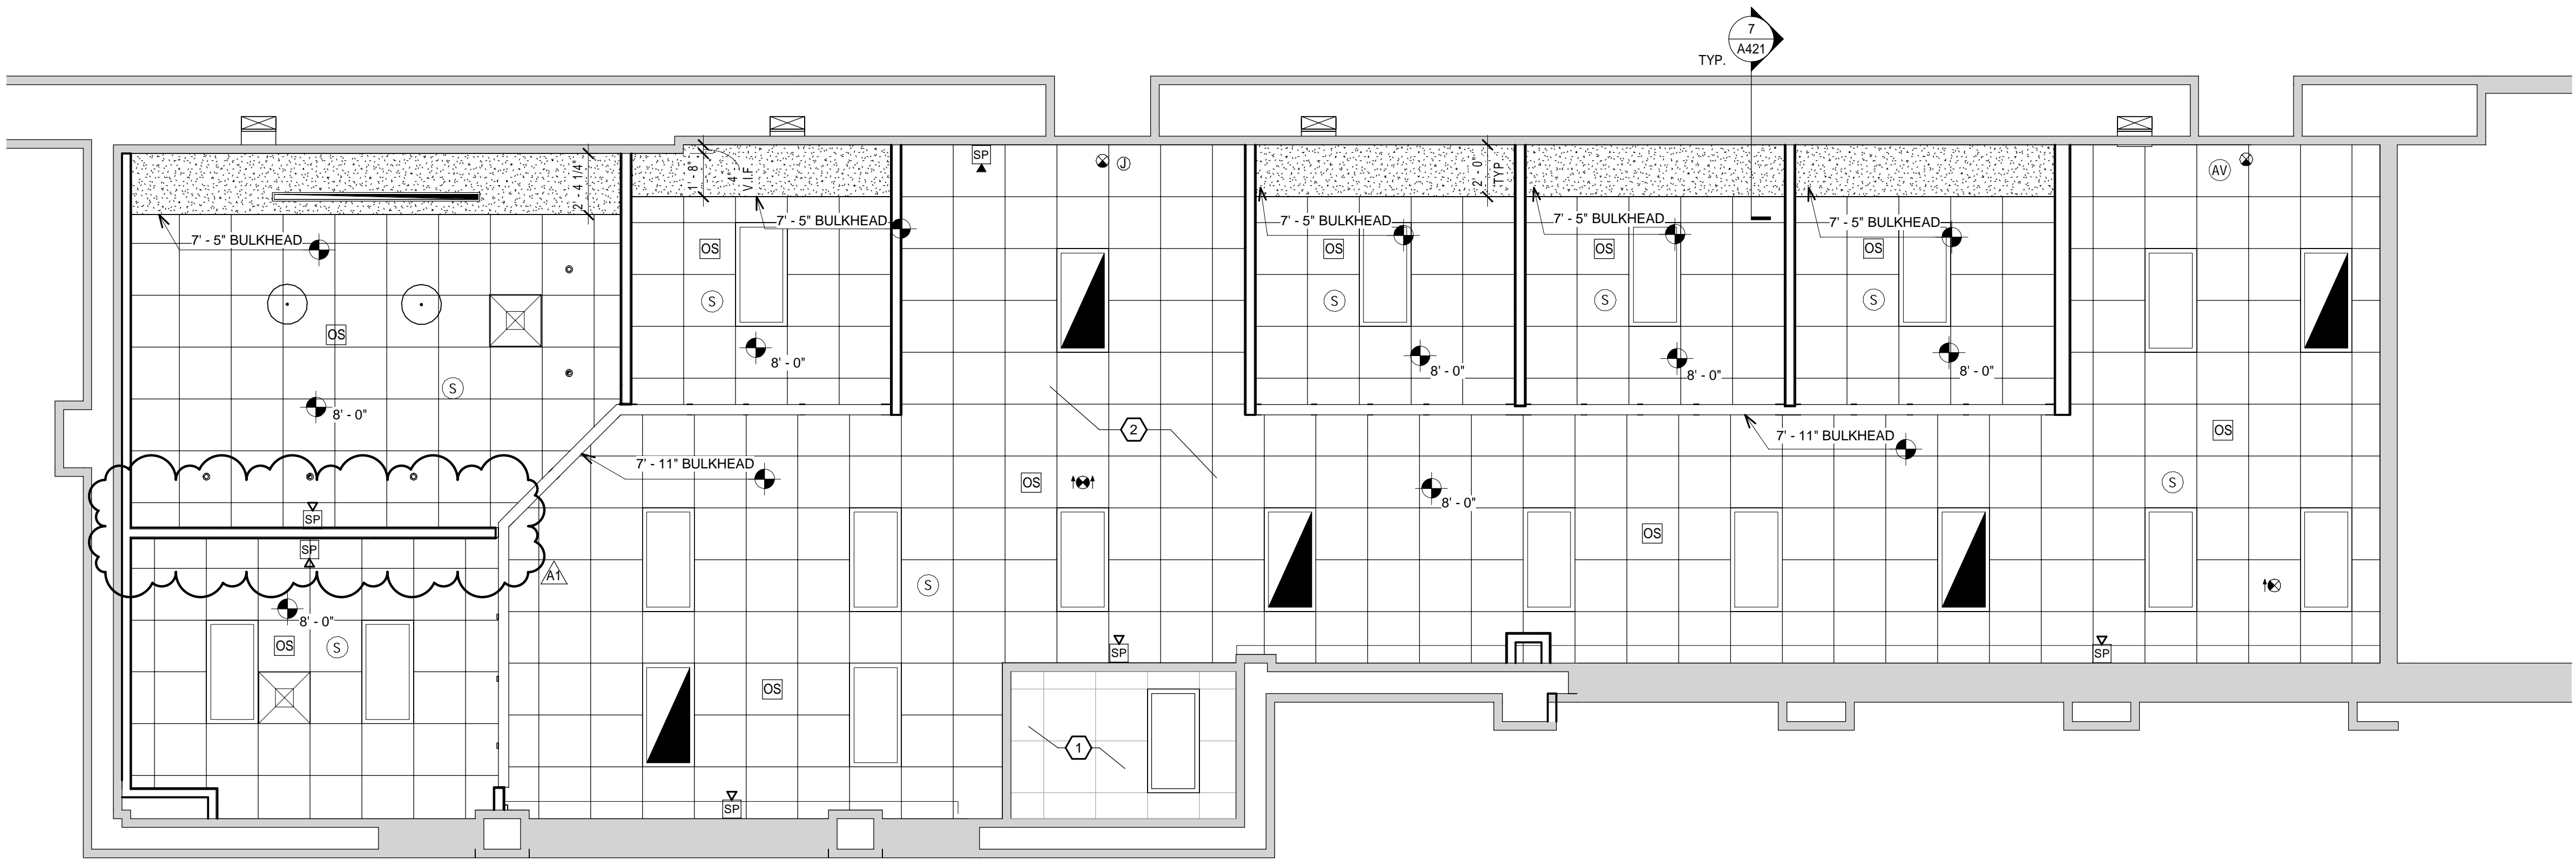 7
A421
TYP.
SP
J
AV
2' - 4 1/4"
1' - 8"
4"
V.I.F
2' - 0"
TYP
7' - 5" BULKHEAD
7' - 5" BULKHEAD
7' - 5" BULKHEAD
7' - 5" BULKHEAD
7' - 5" BULKHEAD
OS
OS
OS
OS
S
S
S
S
OS
8' - 0"
8' - 0"
8' - 0"
8' - 0"
S
8' - 0"
2
7' - 11" BULKHEAD
OS
7' - 11" BULKHEAD
OS
8' - 0"
S
SP
OS
SP
A1
S
8' - 0"
OS
S
SP
SP
OS
1
SP